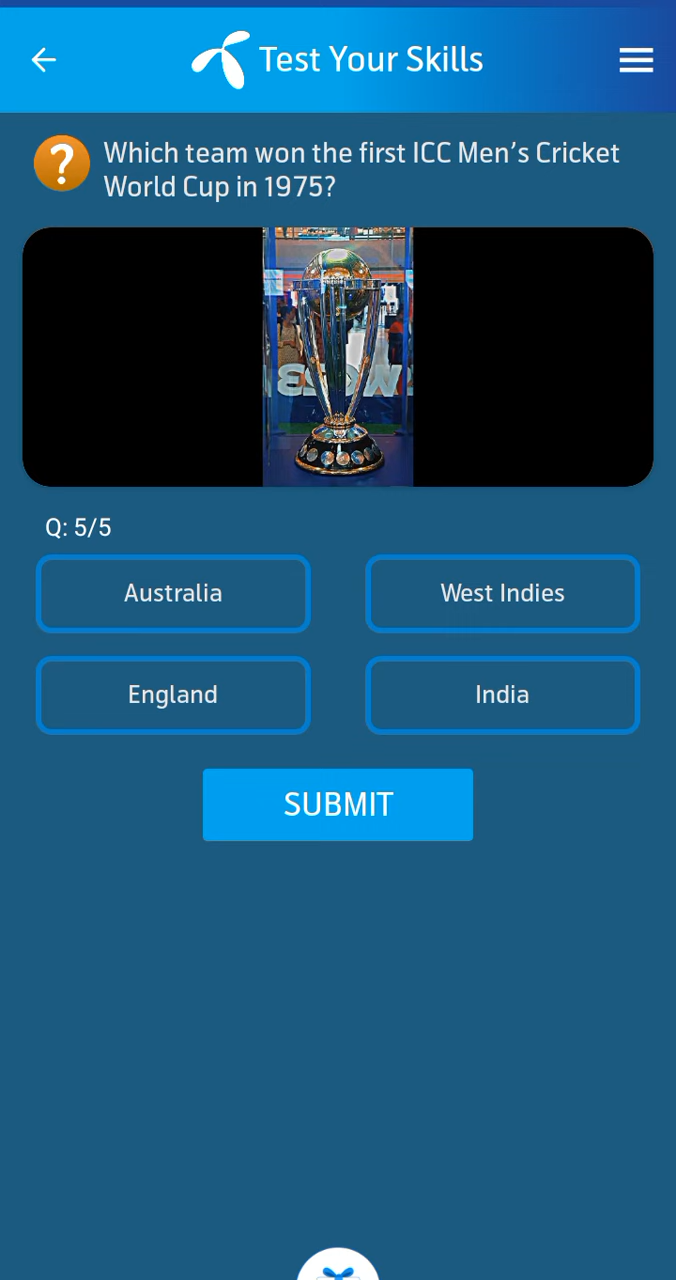 Test Your Skills
?
Which team won the first ICC Men’s Cricket
World Cup in 1975?
Q: 5/5
Australia
West Indies
England
India
SUBMIT